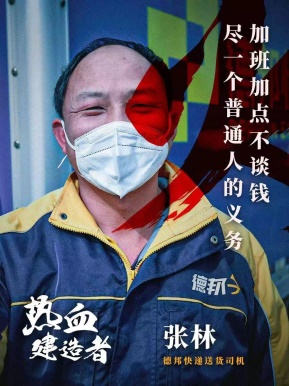 加班加点不谈钱
尽一个普通人的义务
德邦
热血
建造者
张林
德邦快递送货司机